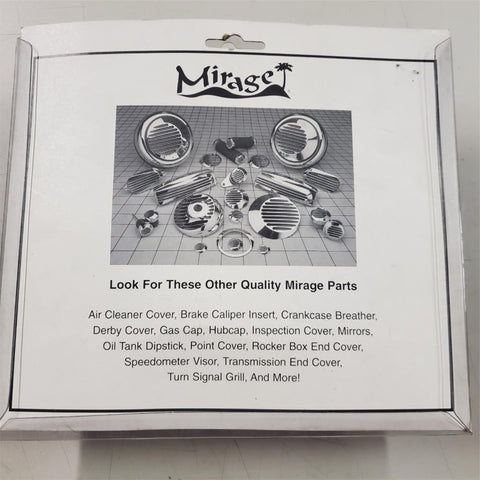 Mirage
Look For These Other Quality Mirage Parts
Air Cleaner Cover, Brake Caliper Insert, Crankcase Breather,
Derby Cover, Gas Cap, Hubcap, Inspection Cover, Mirrors,
Oil Tank Dipstick, Point Cover, Rocker Box End Cover,
Speedometer Visor, Transmission End Cover,
Turn Signal Grill, And More!